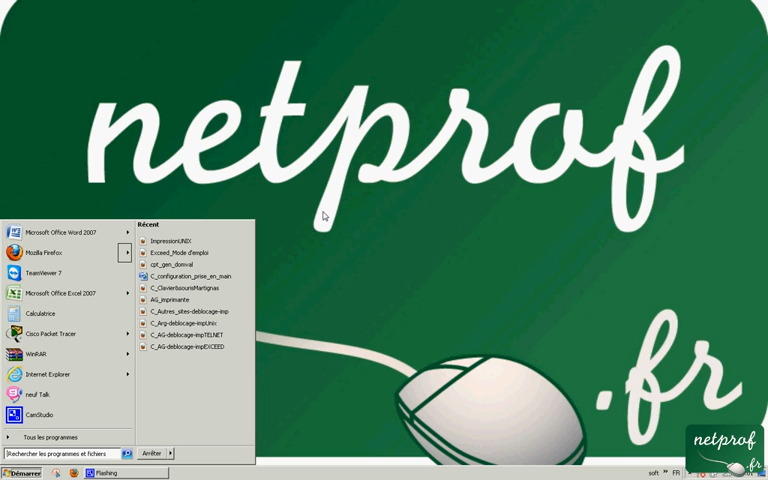 netprof
.fr
Microsoft Office Word 2007
Mozilla Firefox
TeamViewer 7
Microsoft Office Excel 2007
Calculatrice
Cisco Packet Tracer
WinRAR
Internet Explorer
neuf Talk
CamStudio
Tous les programmes
Rechercher les programmes et fichiers
Récent
ImpressionUNIX
Exceed_Mode d'emploi
cpt_gen_domval
C_configuration_prise_en_main
C_Clavier&sourisMartignas
AG_imprimante
C_Autres_sites-deblocage-imp
C_Arg-deblocage-impUnix
C_AG-deblocage-impTELNET
C_AG-deblocage-impEXCEED
Arrêter
Démarrer
Flashing
soft
FR
netprof
.fr